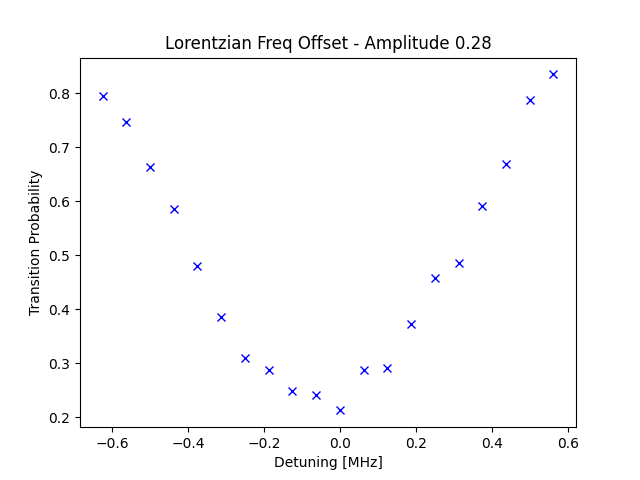 Lorentzian Freq Offset - Amplitude 0.28
Transition Probability
0.8
0.7
0.6
0.5
0.4
0.3
0.2
−0.6 −0.4 −0.2 0.0 0.2 0.4 0.6
Detuning [MHz]